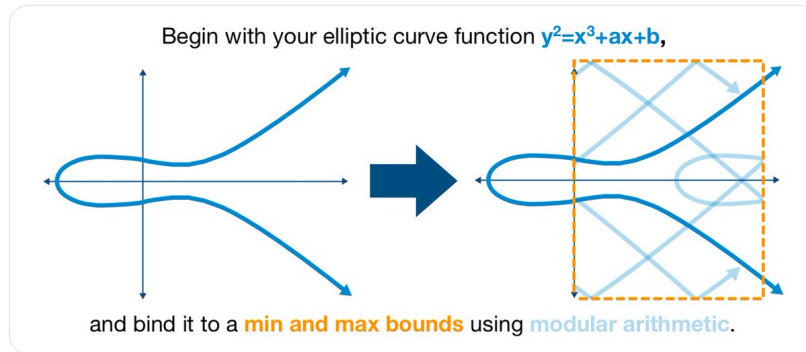 Begin with your elliptic curve function y²=x³+ax+b,
and bind it to a min and max bounds using modular arithmetic.